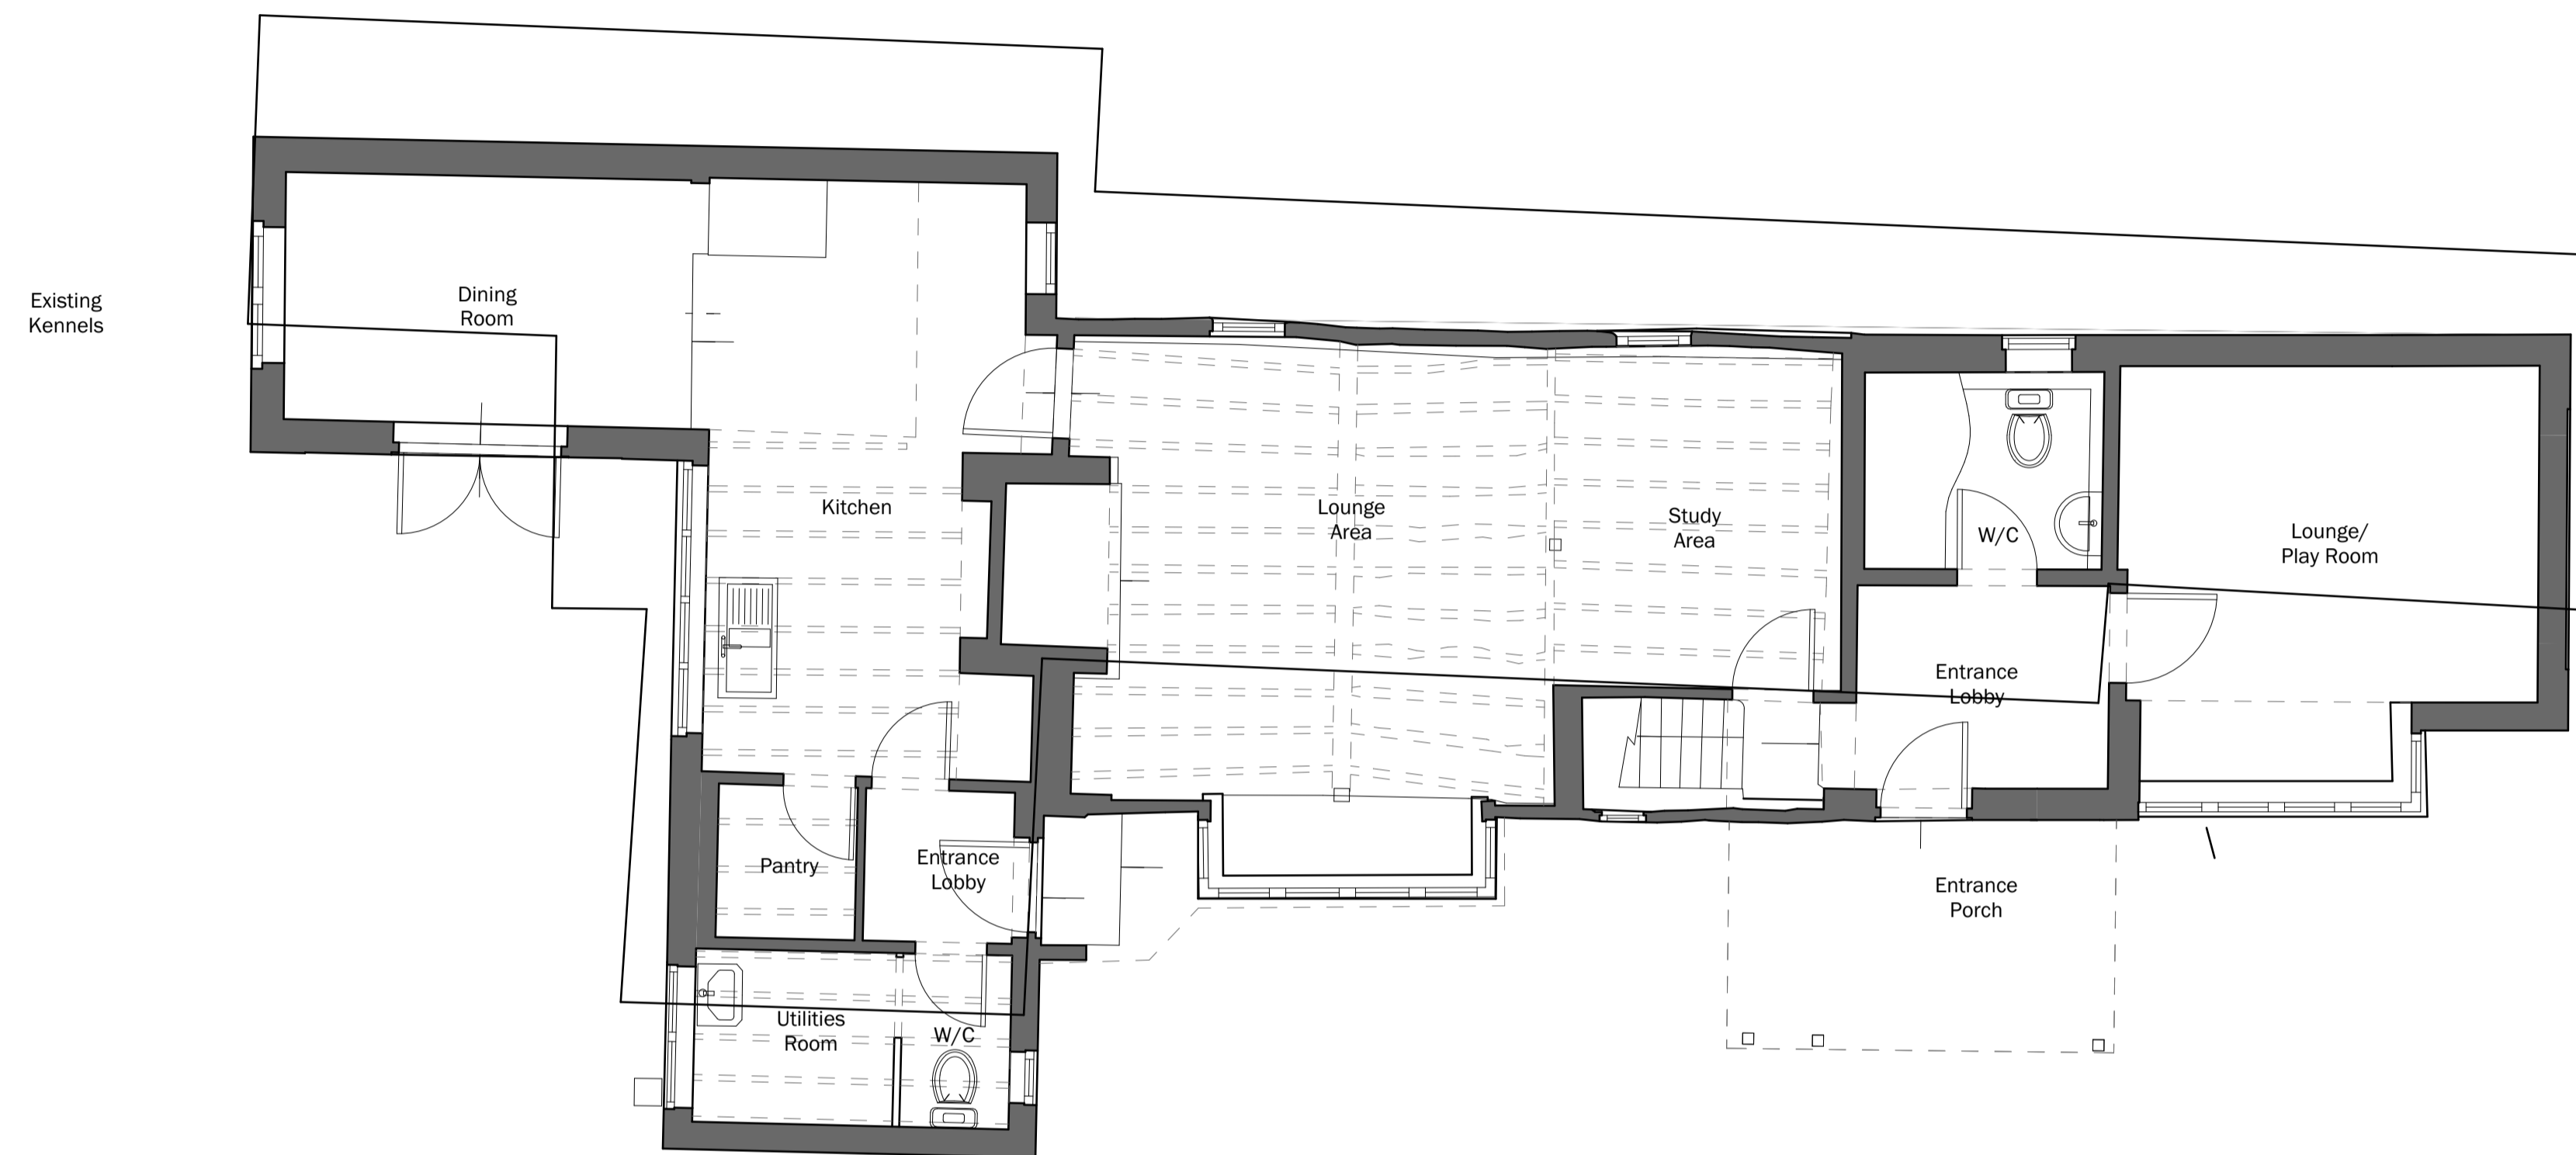 Existing
Kennels
Dining
Room
Kitchen
Lounge
Area
Study
Area
W/C
Lounge/
Play Room
Entrance
Lobby
Pantry
Entrance
Lobby
Entrance
Porch
Utilities
Room
W/C